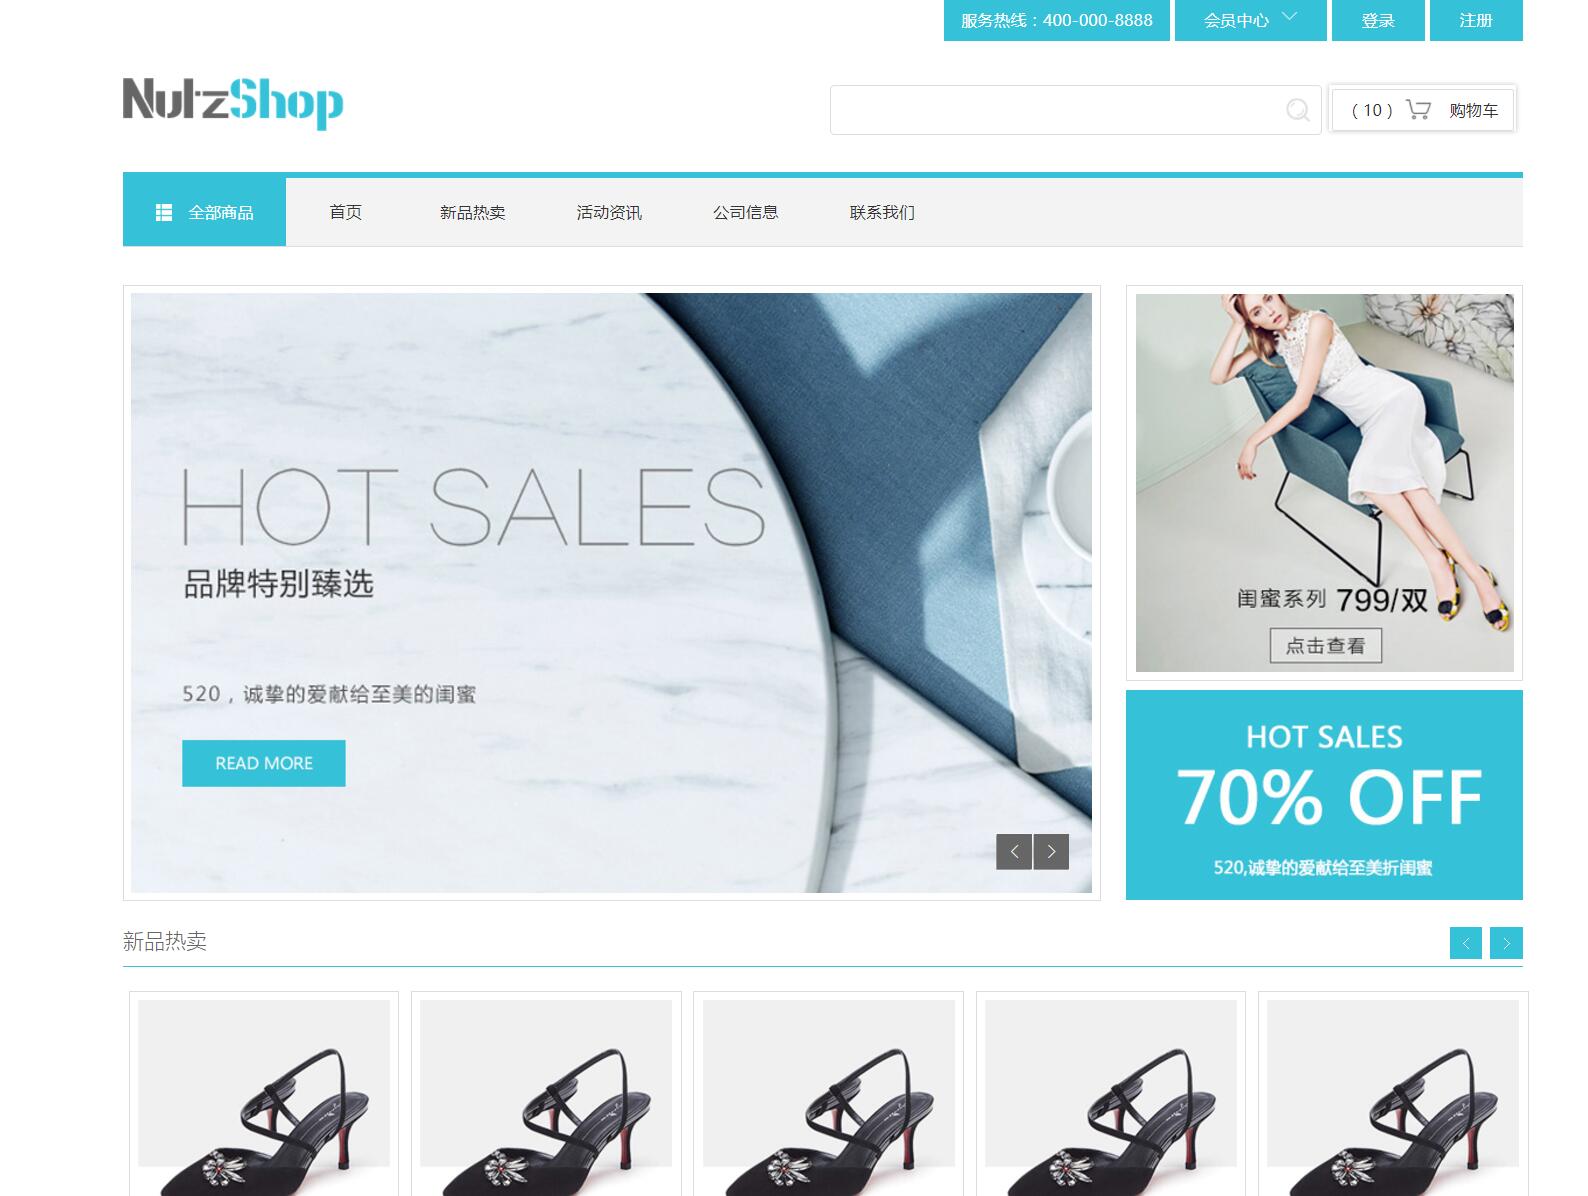 服务热线：400-000-8888
会员中心
登录
注册
NutzShop
( 10 )
购物车
全部商品
首页
新品热卖
活动资讯
公司信息
联系我们
HOT SALES
品牌特别臻选
520，诚挚的爱献给至美的闺蜜
READ MORE
闺蜜系列 799/双
点击查看
HOT SALES
70% OFF
520,诚挚的爱献给至美折闺蜜
新品热卖